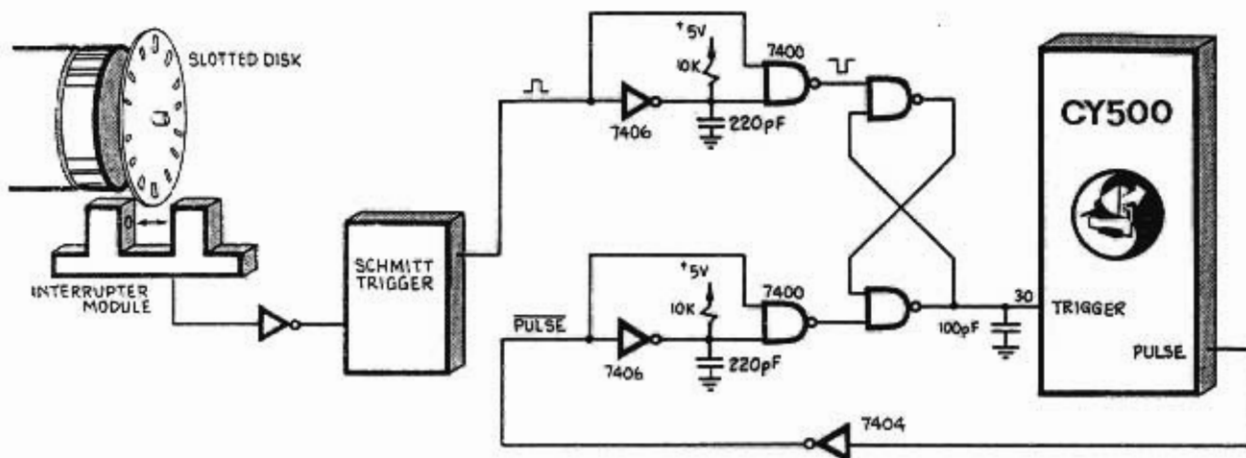 SLOTTED DISK
INTERRUPTER
MODULE
SCHMITT
TRIGGER
+5V
10K
7406
220pF
7400
PULSE
+5V
10K
7406
220pF
7400
7404
100pF
30
CY500
TRIGGER
PULSE